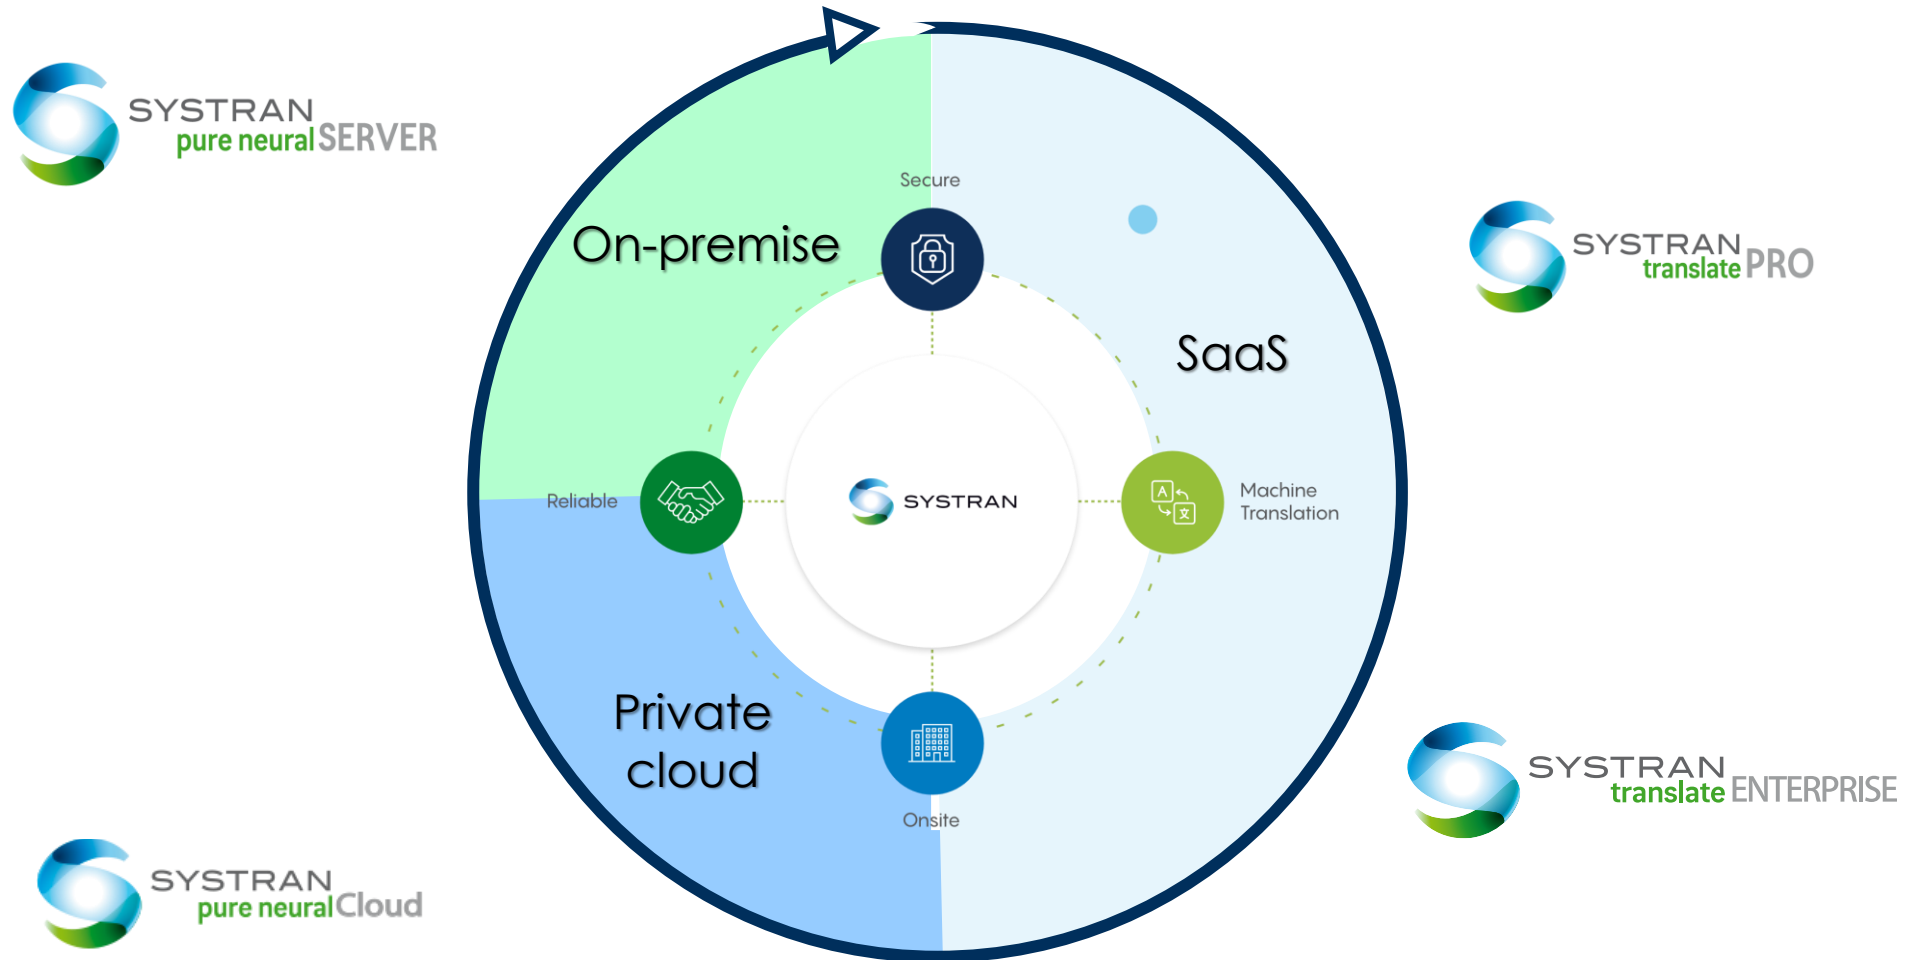 SYSTRAN
pure neural SERVER
Secure
On-premise
SYSTRAN
translate PRO
SaaS
Reliable
SYSTRAN
Machine
Translation
Private
cloud
SYSTRAN
translate ENTERPRISE
Onsite
SYSTRAN
pure neural Cloud